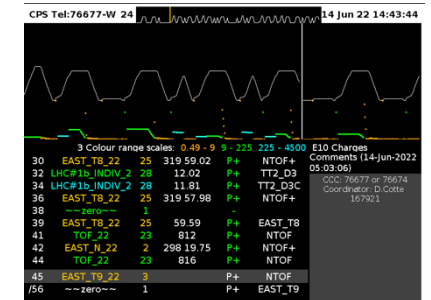 CPS Tel:76677-W 24 14 Jun 22 14:43:44
3 Colour range scales: 0.49 - 9 9 - 225 225 - 4500 E10 Charges
Comments (14-Jun-2022
05:03:06)
CCC: 76677 or 76674
Coordinator: D.Cotte
167921
30 EAST_T8_22 25 319 59.02 P+ NTOF+
32 LHC#1b_INDIV_2 28 12.02 P+ TT2_D3
34 LHC#1b_INDIV_2 28 11.81 P+ TT2_D3C
36 EAST_T8_22 25 319 57.98 P+ NTOF+
38 ~~zero~~ 1 -
39 EAST_T8_22 25 59.59 P+ EAST_T8
41 TOF_22 23 812 P+ NTOF
42 EAST_N_22 2 298 19.75 P+ EAST_N
44 TOF_22 23 816 P+ NTOF
45 EAST_T9_22 3 P+ NTOF
/56 ~~zero~~ 1 P+ EAST_T9